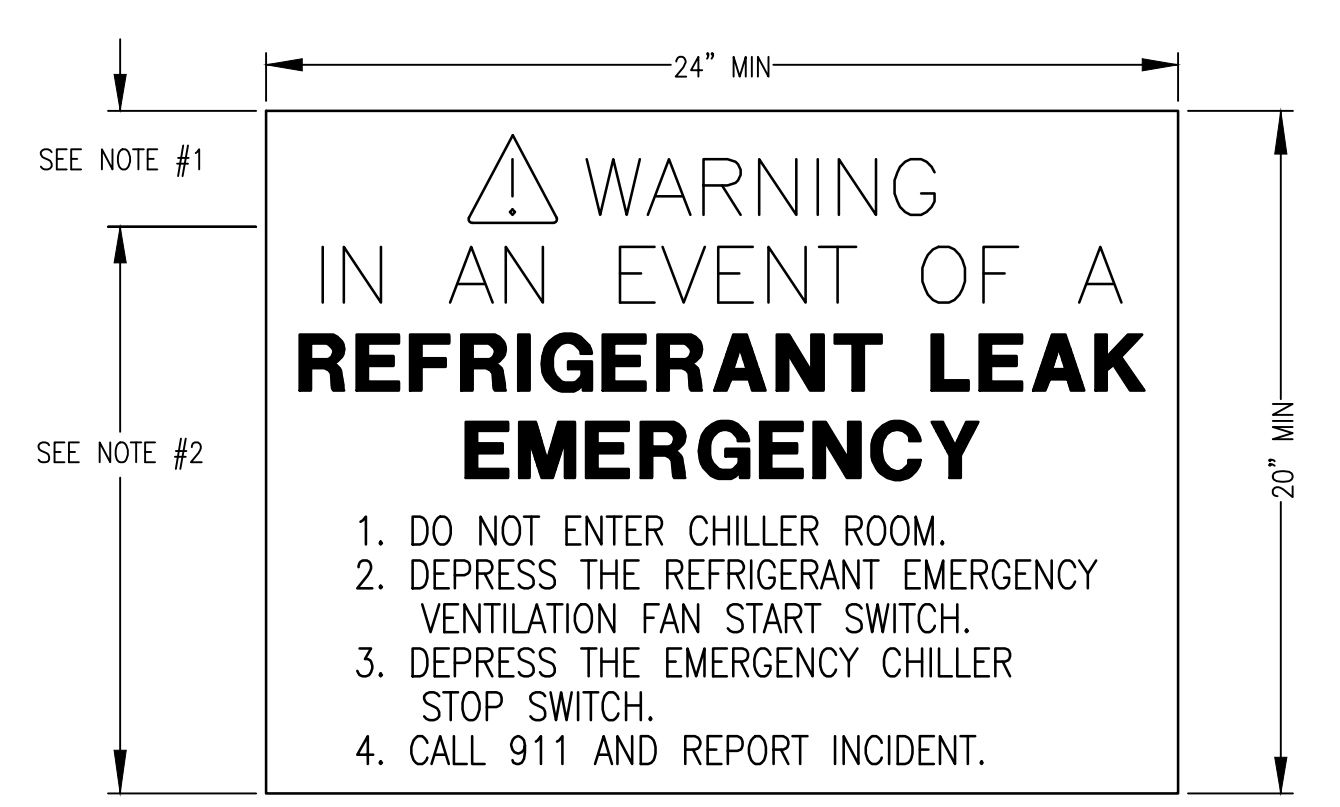 24" MIN
SEE NOTE #1
! WARNING
IN AN EVENT OF A
REFRIGERANT LEAK
EMERGENCY
SEE NOTE #2
20" MIN
1. DO NOT ENTER CHILLER ROOM.
2. DEPRESS THE REFRIGERANT EMERGENCY
VENTILATION FAN START SWITCH.
3. DEPRESS THE EMERGENCY CHILLER
STOP SWITCH.
4. CALL 911 AND REPORT INCIDENT.